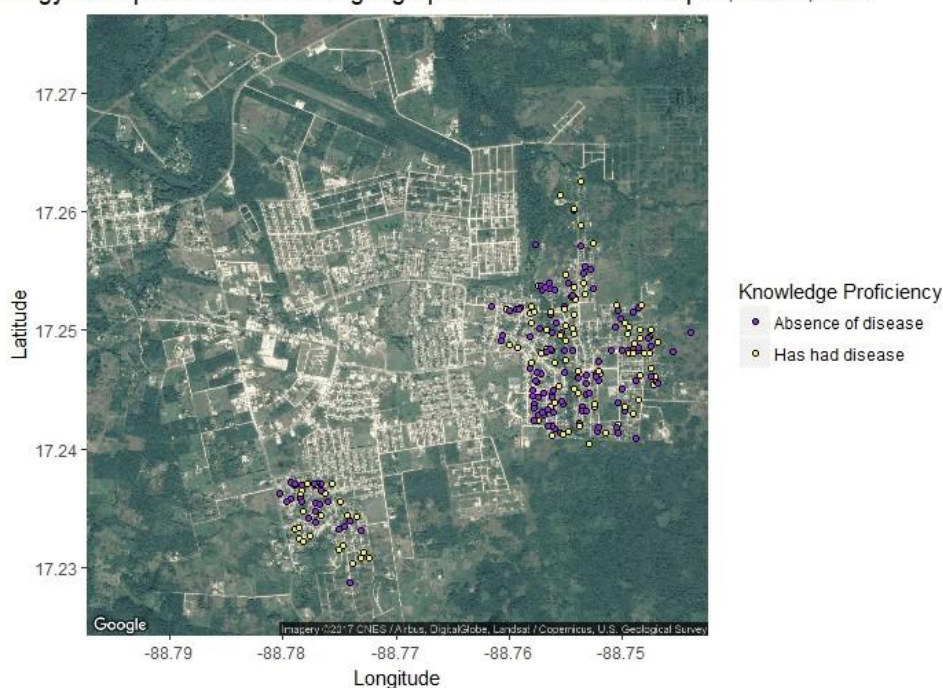 17.27
17.26
17.25
17.24
17.23
Latitude
Knowledge Proficiency
Absence of disease
Has had disease
Google
Imagery ©2017 CNES / Airbus, DigitalGlobe, Landsat / Copernicus, U.S. Geological Survey
-88.79 -88.78 -88.77 -88.76 -88.75
Longitude